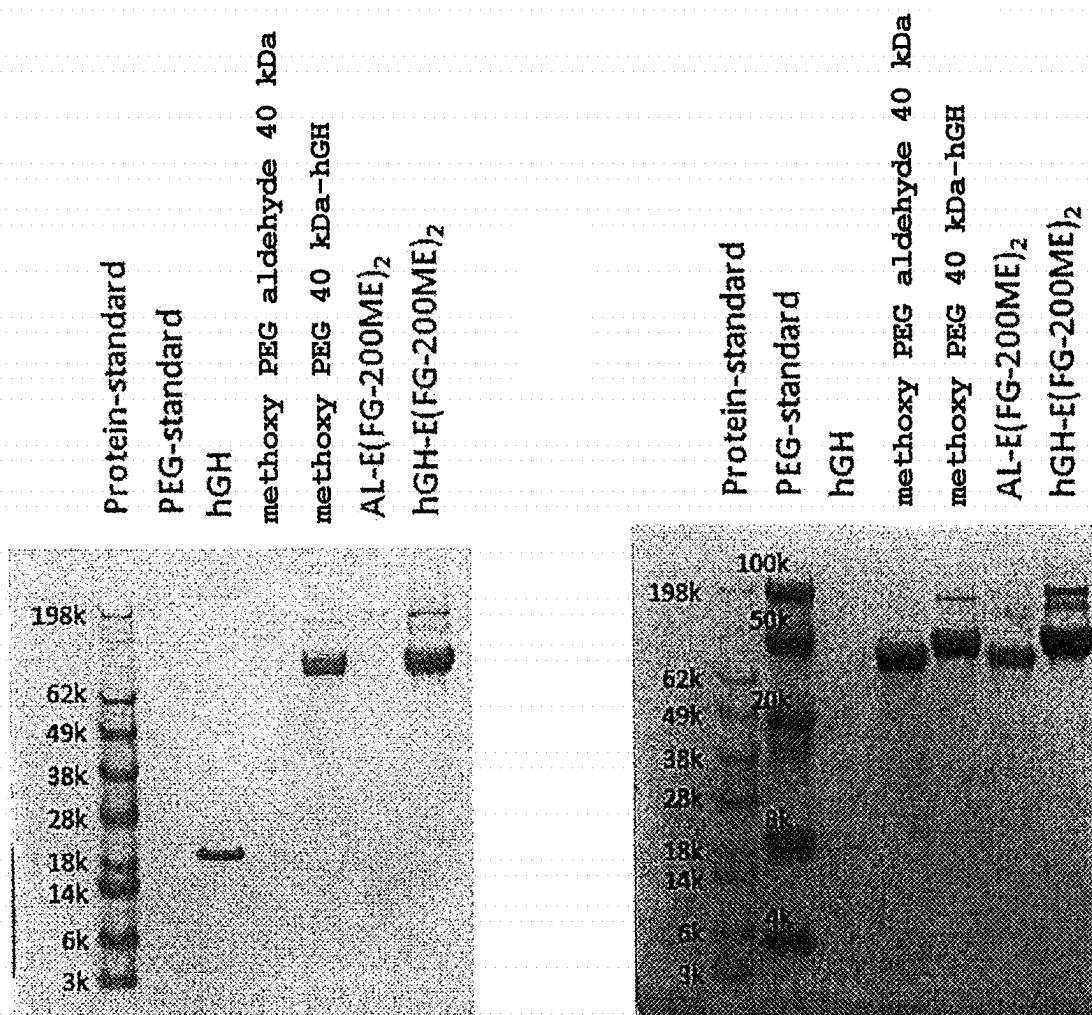 Protein-standard
PEG-standard
hGH
methoxy PEG aldehyde 40 kDa
methoxy PEG 40 kDa-hGH
AL-E(FG-200ME)₂
hGH-E(FG-200ME)₂
198k
62k
49k
38k
28k
18k
14k
6k
3k
Protein-standard
PEG-standard
hGH
methoxy PEG aldehyde 40 kDa
methoxy PEG 40 kDa-hGH
AL-E(FG-200ME)₂
hGH-E(FG-200ME)₂
100k
198k
50k
62k
20k
49k
38k
28k
8k
18k
14k
4k
6k
3k